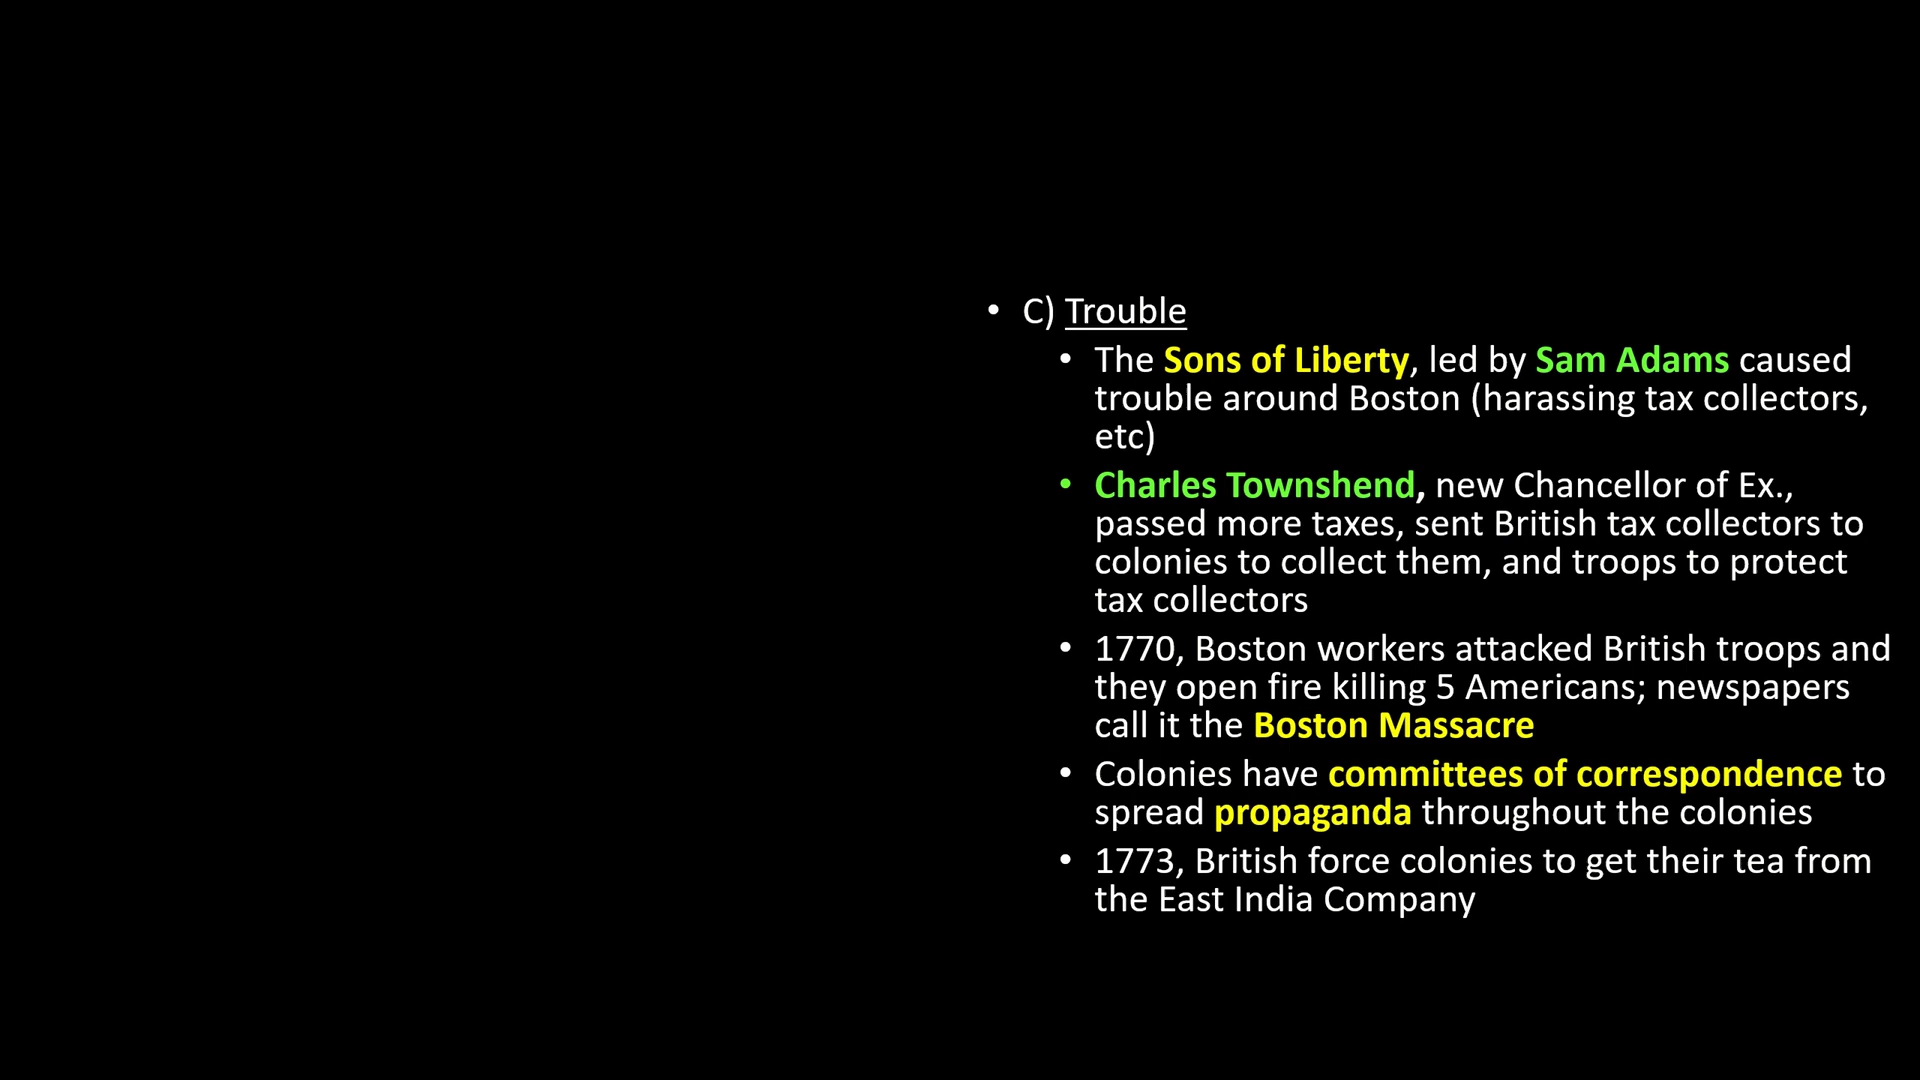 • C) Trouble
• The Sons of Liberty, led by Sam Adams caused
trouble around Boston (harassing tax collectors,
etc)
• Charles Townshend, new Chancellor of Ex.,
passed more taxes, sent British tax collectors to
colonies to collect them, and troops to protect
tax collectors
• 1770, Boston workers attacked British troops and
they open fire killing 5 Americans; newspapers
call it the Boston Massacre
• Colonies have committees of correspondence to
spread propaganda throughout the colonies
• 1773, British force colonies to get their tea from
the East India Company